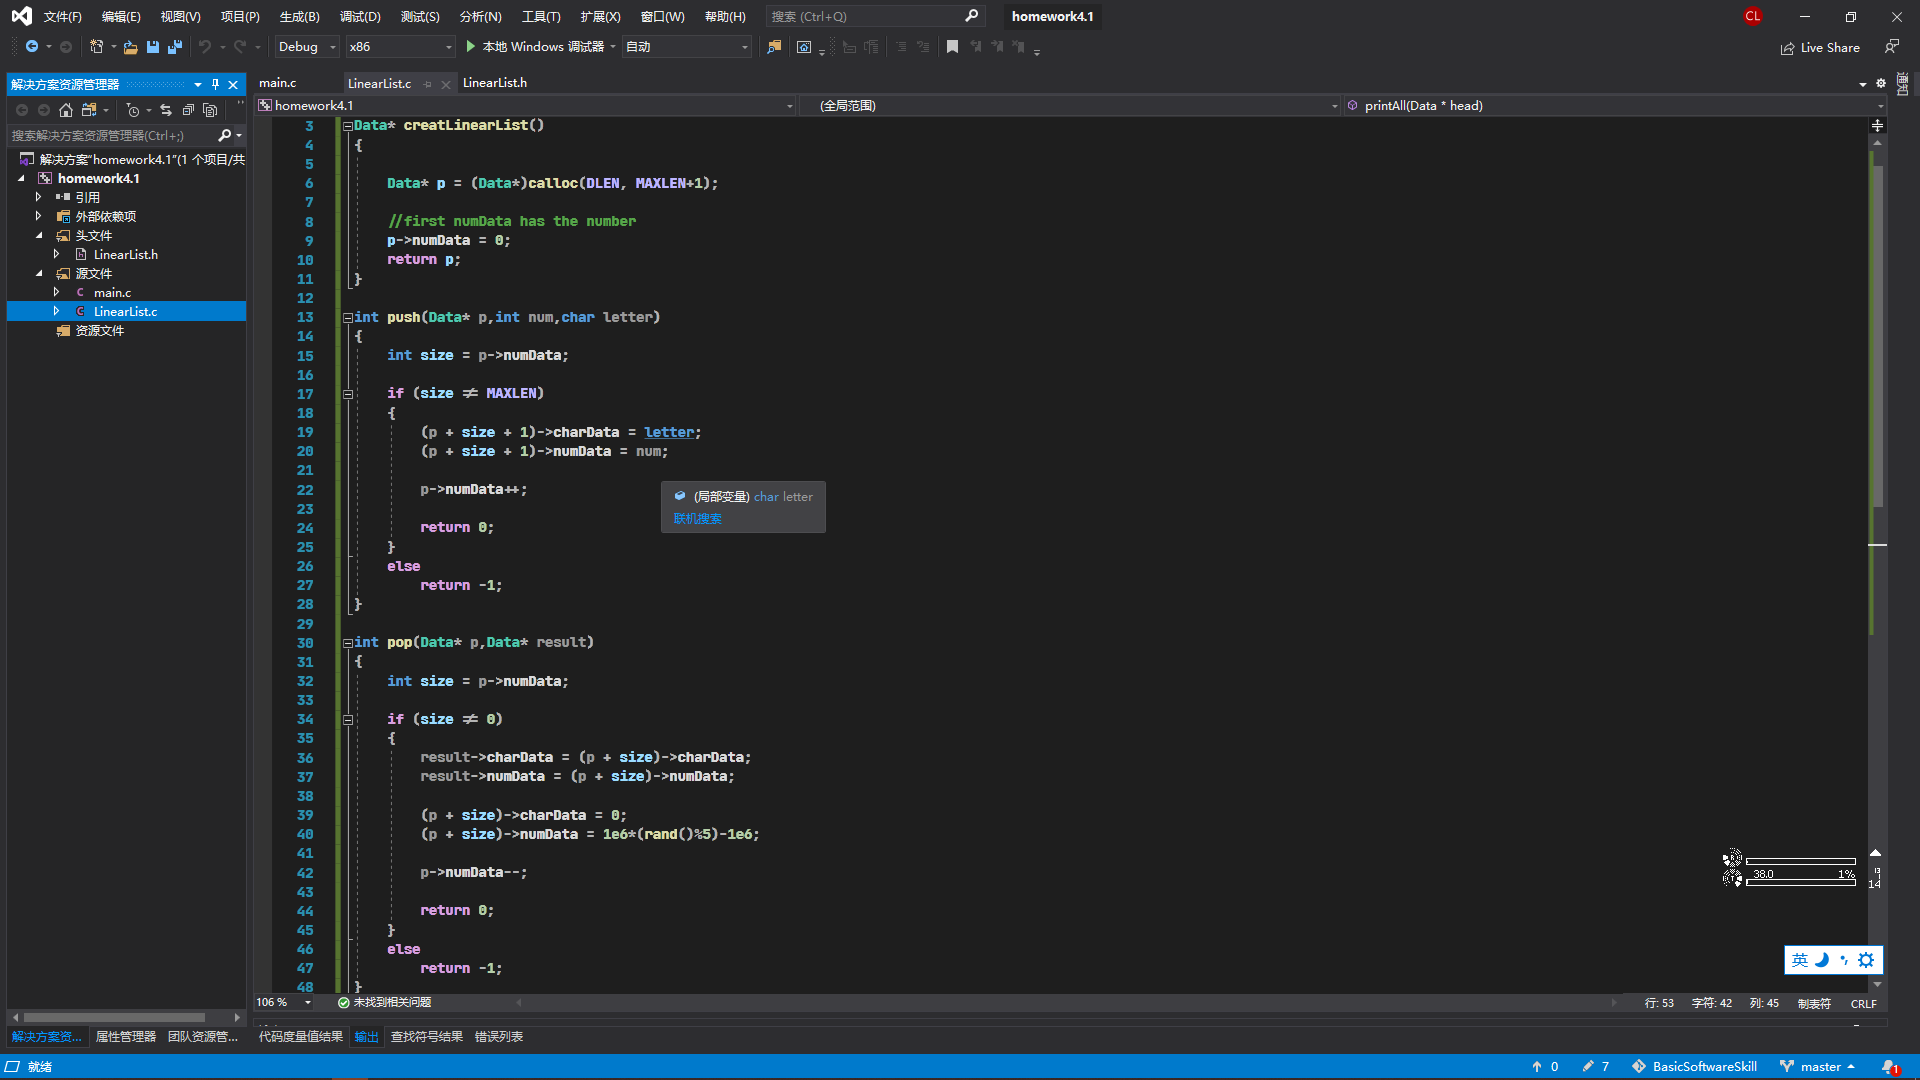 文件(F) 编辑(E) 视图(V) 项目(P) 生成(B) 调试(D) 测试(S) 分析(N) 工具(T) 扩展(X) 窗口(W) 帮助(H) 搜索 (Ctrl+Q) homework4.1 CL
Debug x86 本地 Windows 调试器 自动 Live Share
解决方案资源管理器
搜索解决方案资源管理器(Ctrl+;)
解决方案"homework4.1"(1 个项目/共
homework4.1
引用
外部依赖项
头文件
LinearList.h
源文件
main.c
LinearList.c
资源文件
main.c LinearList.c LinearList.h
homework4.1 (全局范围) printAll(Data * head)
3 Data* creatLinearList()
4 {
5
6 Data* p = (Data*)calloc(DLEN, MAXLEN+1);
7
8 //first numData has the number
9 p->numData = 0;
10 return p;
11 }
12
13 int push(Data* p,int num,char letter)
14 {
15 int size = p->numData;
16
17 if (size ≠ MAXLEN)
18 {
19 (p + size + 1)->charData = letter;
20 (p + size + 1)->numData = num;
21
22 p->numData++;
23
24 return 0;
25 }
26 else
27 return -1;
28 }
29
30 int pop(Data* p,Data* result)
31 {
32 int size = p->numData;
33
34 if (size ≠ 0)
35 {
36 result->charData = (p + size)->charData;
37 result->numData = (p + size)->numData;
38
39 (p + size)->charData = 0;
40 (p + size)->numData = 1e6*(rand()%5)-1e6;
41
42 p->numData--;
43
44 return 0;
45 }
46 else
47 return -1;
48 }
(局部变量) char letter
联机搜索
38.0 1%
14
英
106 % 未找到相关问题 行: 53 字符: 42 列: 45 制表符 CRLF
解决方案资... 属性管理器 团队资源管... 代码度量值结果 输出 查找符号结果 错误列表
就绪 0 7 BasicSoftwareSkill master 1